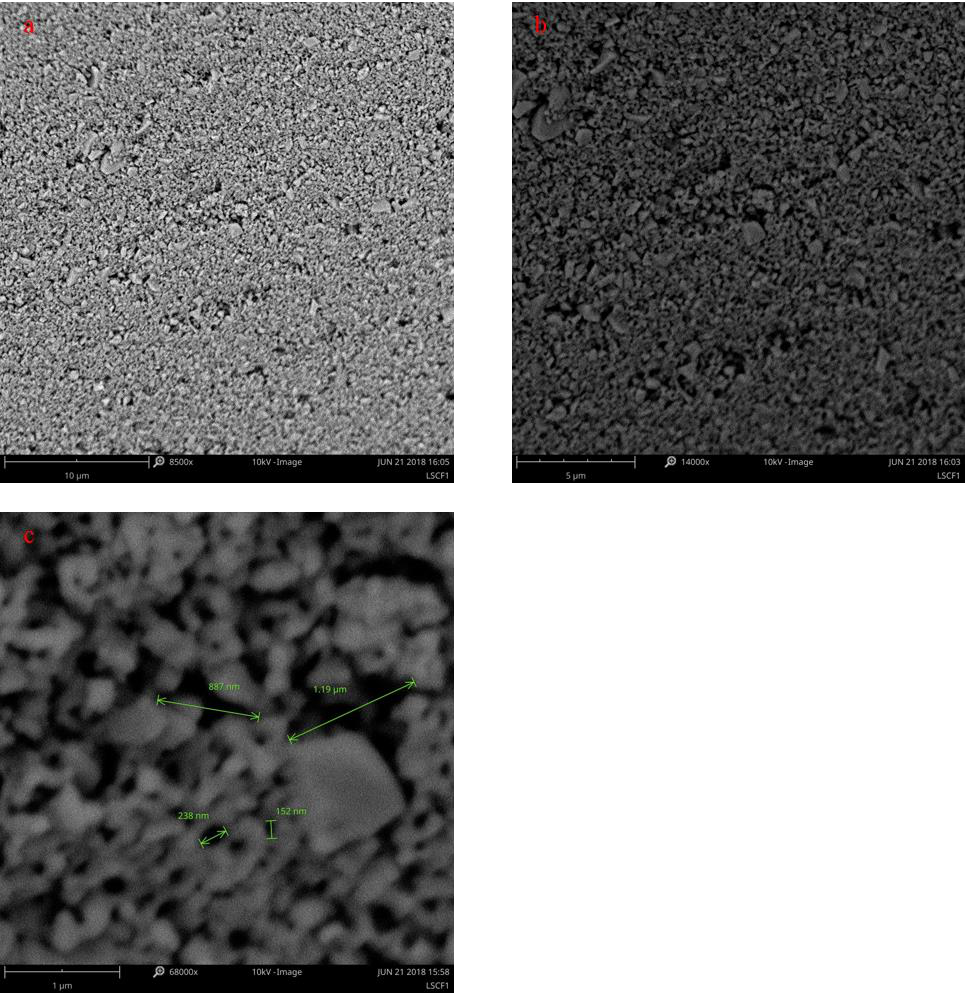 a
8500x 10kV - Image JUN 21 2018 16:05
10 µm LSCF1
b
14000x 10kV - Image JUN 21 2018 16:03
5 µm LSCF1
c
887 nm
1.19 µm
238 nm
152 nm
68000x 10kV - Image JUN 21 2018 15:58
1 µm LSCF1